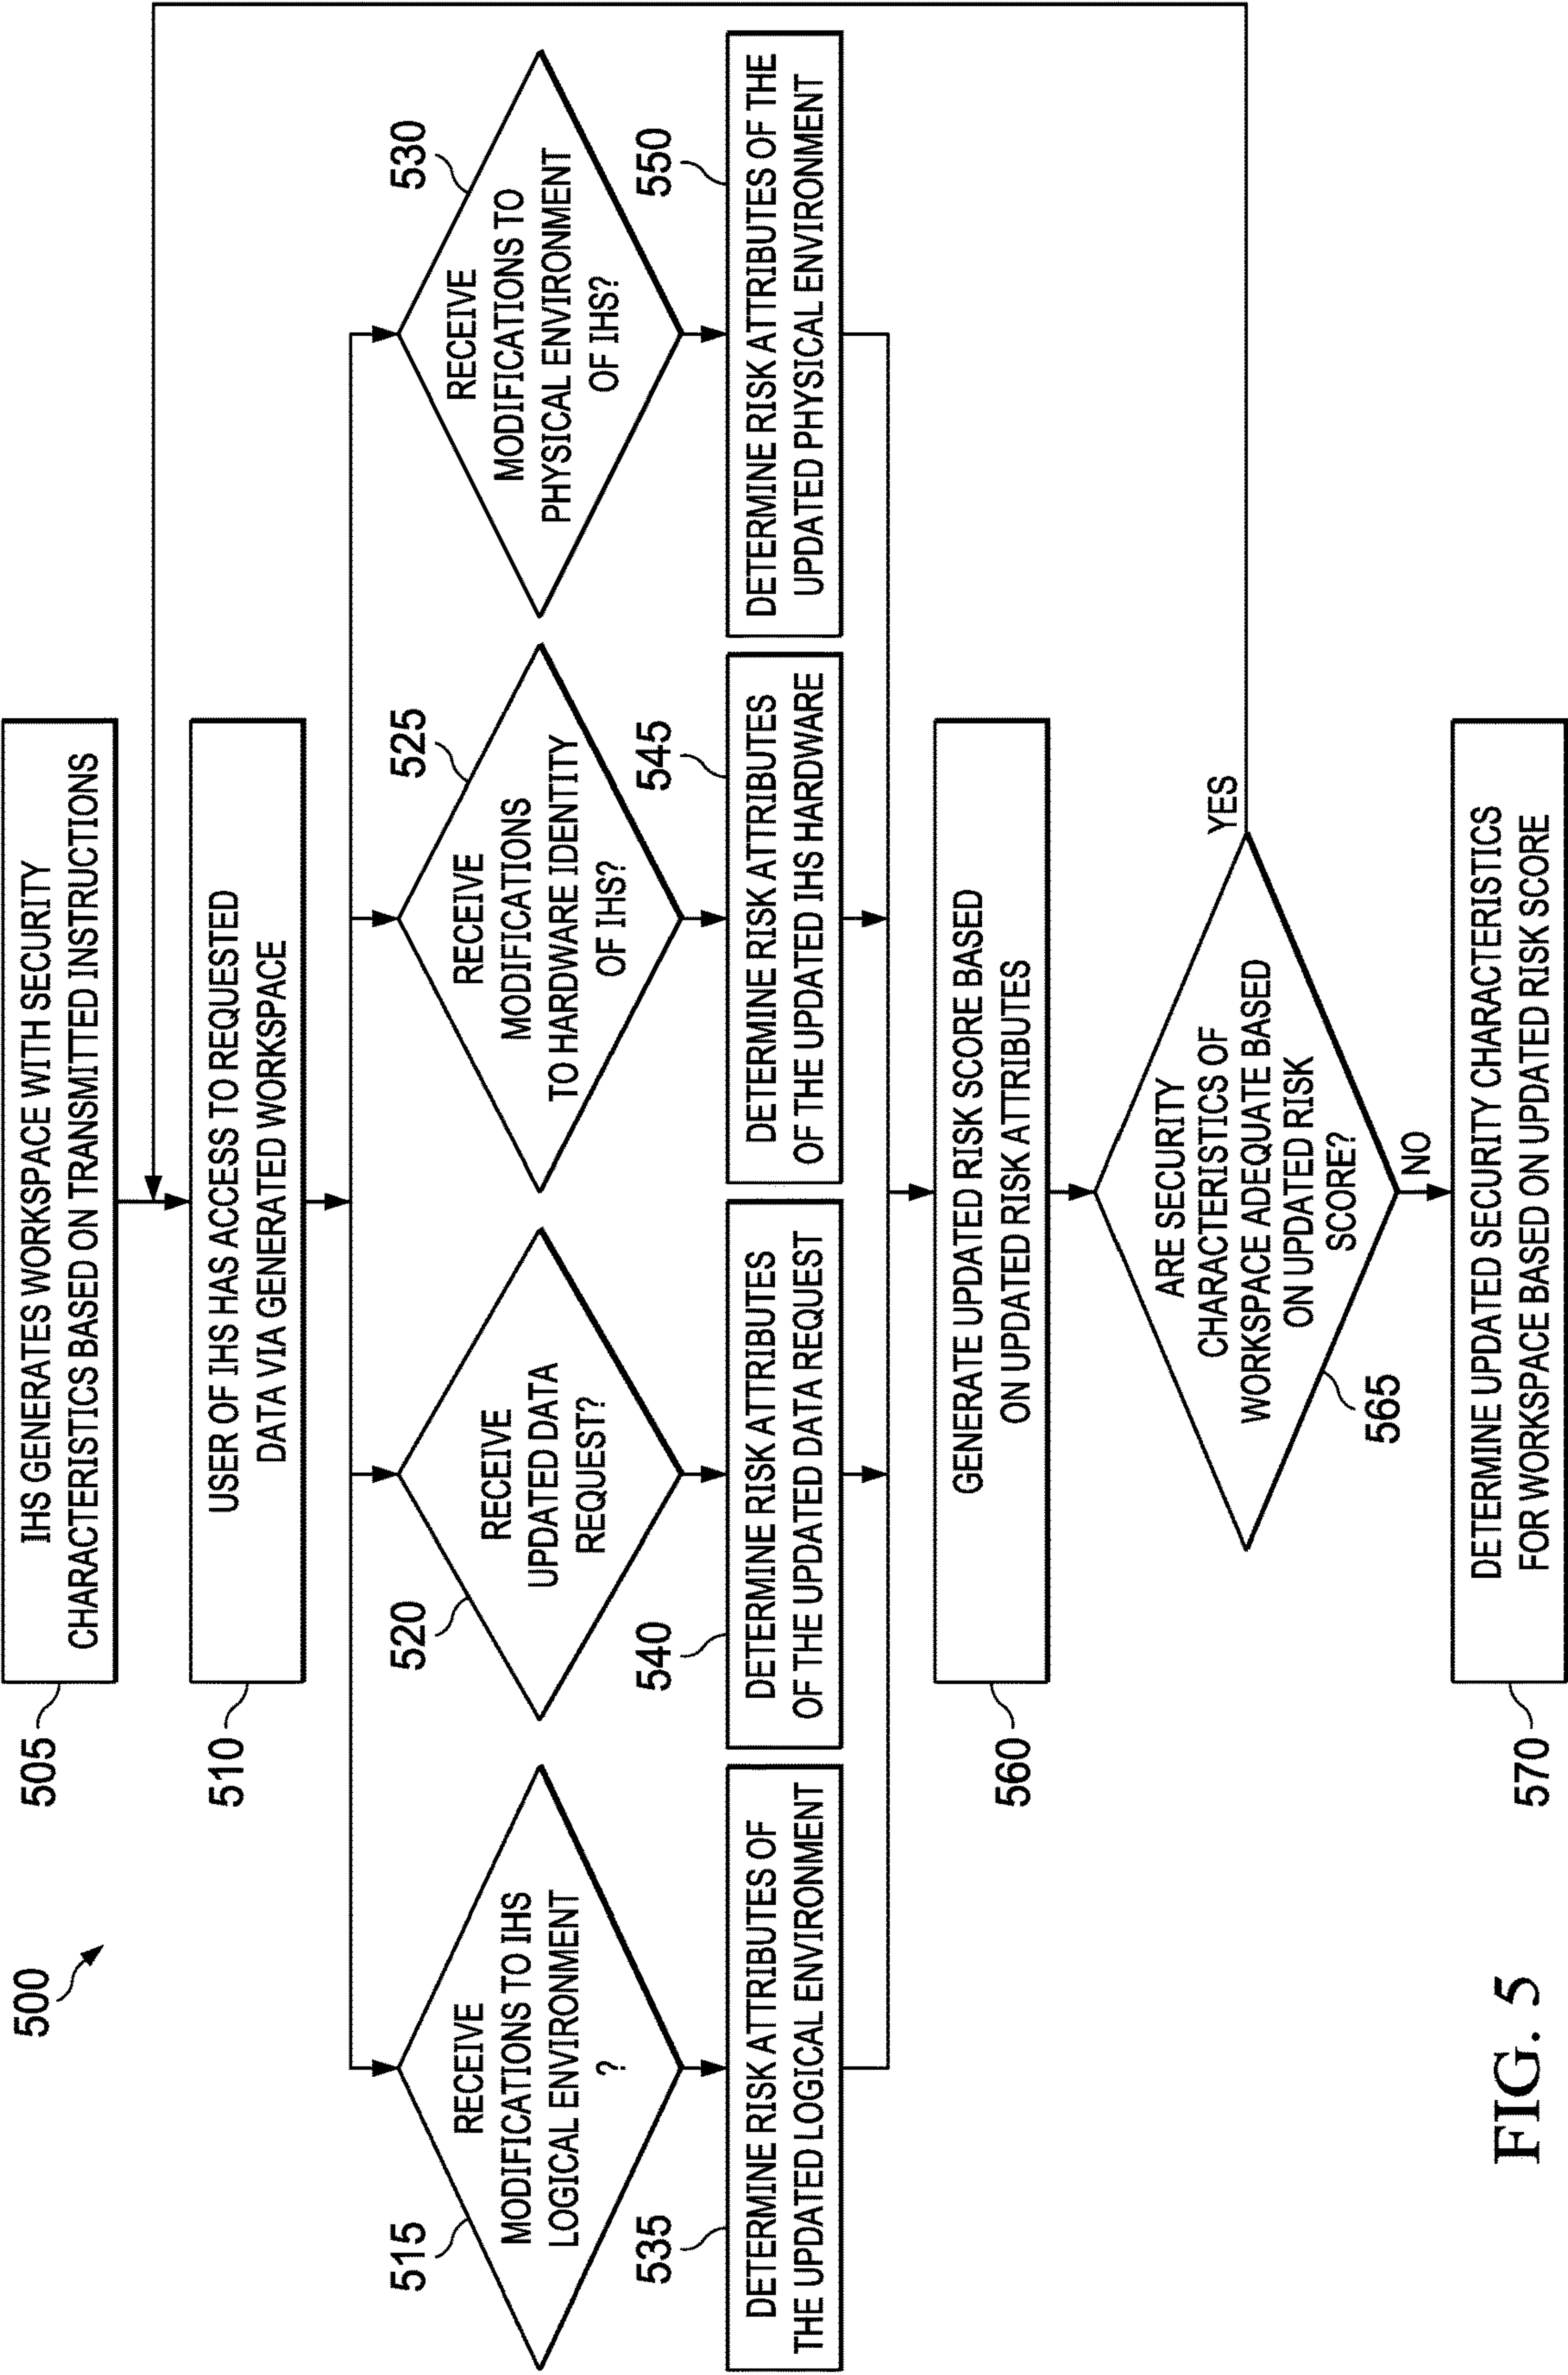 500
505
IHS GENERATES WORKSPACE WITH SECURITY
CHARACTERISTICS BASED ON TRANSMITTED INSTRUCTIONS
510
USER OF IHS HAS ACCESS TO REQUESTED
DATA VIA GENERATED WORKSPACE
515
RECEIVE
MODIFICATIONS TO IHS
LOGICAL ENVIRONMENT
?
520
RECEIVE
UPDATED DATA
REQUEST?
525
RECEIVE
MODIFICATIONS
TO HARDWARE IDENTITY
OF IHS?
530
RECEIVE
MODIFICATIONS TO
PHYSICAL ENVIRONMENT
OF IHS?
535
DETERMINE RISK ATTRIBUTES OF
THE UPDATED LOGICAL ENVIRONMENT
540
DETERMINE RISK ATTRIBUTES
OF THE UPDATED DATA REQUEST
545
DETERMINE RISK ATTRIBUTES
OF THE UPDATED IHS HARDWARE
550
DETERMINE RISK ATTRIBUTES OF THE
UPDATED PHYSICAL ENVIRONMENT
560
GENERATE UPDATED RISK SCORE BASED
ON UPDATED RISK ATTRIBUTES
565
ARE SECURITY
CHARACTERISTICS OF
WORKSPACE ADEQUATE BASED
ON UPDATED RISK
SCORE?
YES
NO
570
DETERMINE UPDATED SECURITY CHARACTERISTICS
FOR WORKSPACE BASED ON UPDATED RISK SCORE
FIG. 5